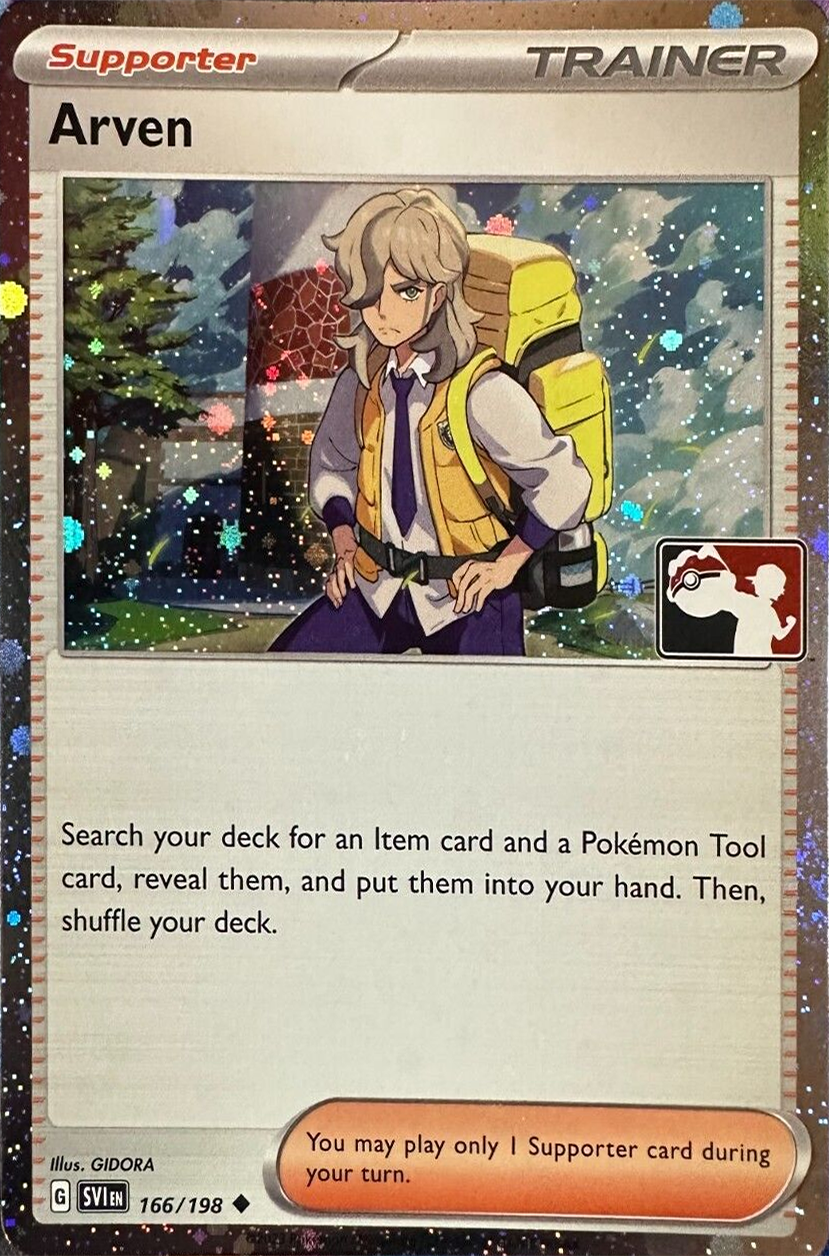 Supporter
TRAINER
Arven
Search your deck for an Item card and a Pokémon Tool
card, reveal them, and put them into your hand. Then,
shuffle your deck.
You may play only 1 Supporter card during
your turn.
Illus. GIDORA
G SVI EN 166/198 ◆